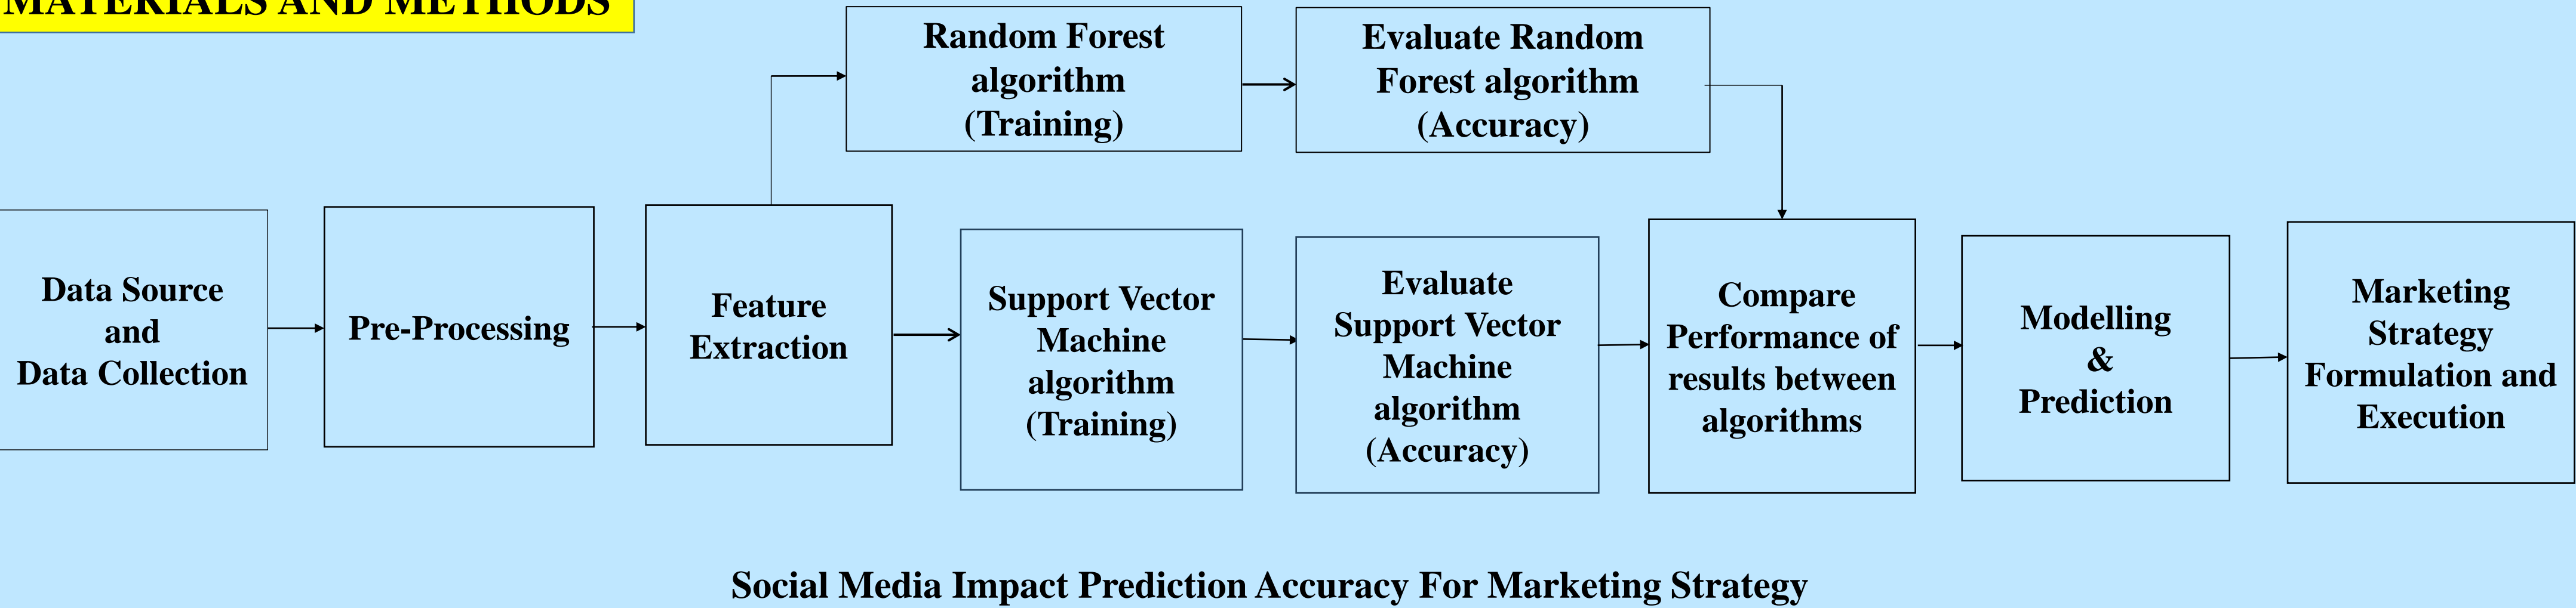 MATERIALS AND METHODS
Random Forest
algorithm
(Training)
Evaluate Random
Forest algorithm
(Accuracy)
Data Source
and
Data Collection
Pre-Processing
Feature
Extraction
Support Vector
Machine
algorithm
(Training)
Evaluate
Support Vector
Machine
algorithm
(Accuracy)
Compare
Performance of
results between
algorithms
Modelling
&
Prediction
Marketing
Strategy
Formulation and
Execution
Social Media Impact Prediction Accuracy For Marketing Strategy